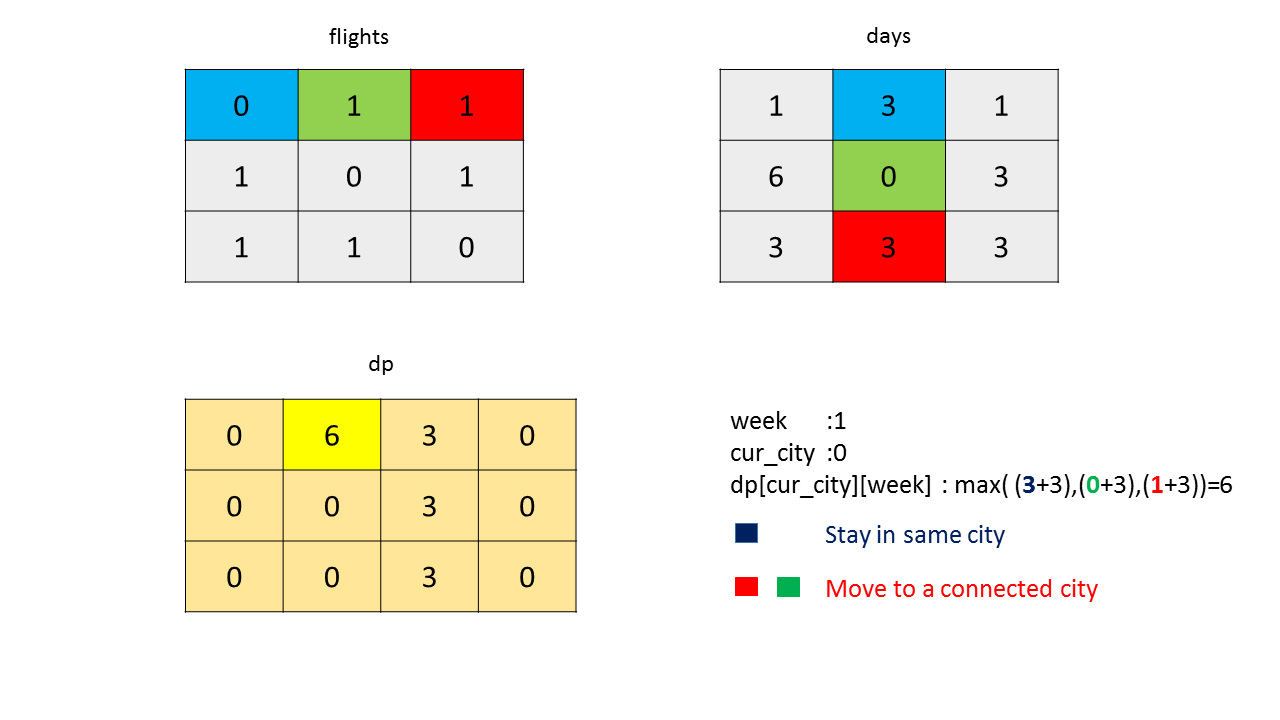 flights
0 1 1
1 0 1
1 1 0
days
1 3 1
6 0 3
3 3 3
dp
0 6 3 0
0 0 3 0
0 0 3 0
week :1
cur_city :0
dp[cur_city][week] : max( (3+3),(0+3),(1+3))=6
Stay in same city
Move to a connected city